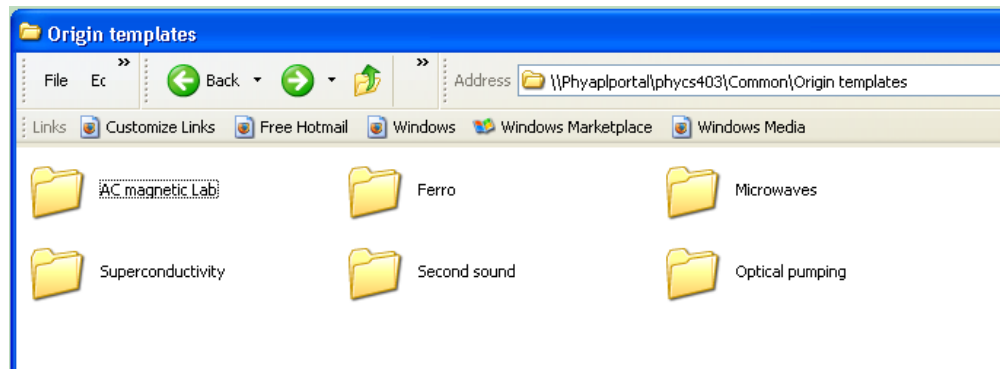 Origin templates
File Ec » Back » Address \\Phyaplportal\phycs403\Common\Origin templates
Links Customize Links Free Hotmail Windows Windows Marketplace Windows Media
AC magnetic Lab Ferro Microwaves
Superconductivity Second sound Optical pumping